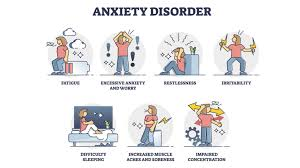 ANXIETY DISORDER
FATIGUE
EXCESSIVE ANXIETY
AND WORRY
RESTLESSNESS
IRRITABILITY
DIFFICULTY
SLEEPING
INCREASED MUSCLE
ACHES AND SORENESS
IMPAIRED
CONCENTRATION